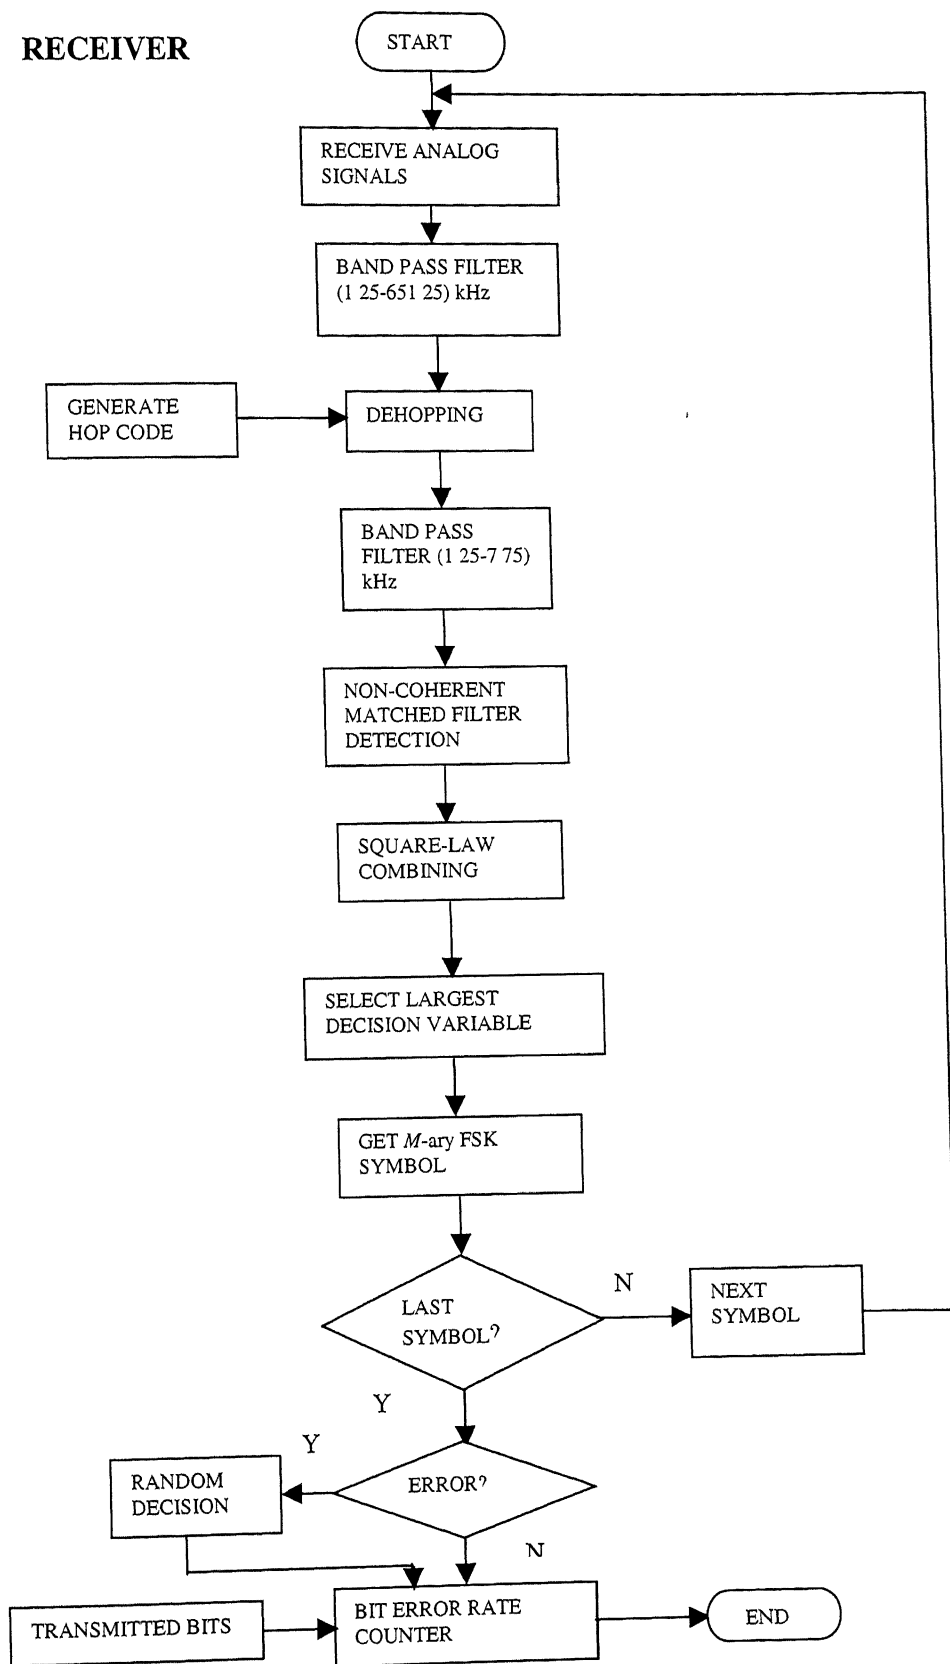 RECEIVER
START
RECEIVE ANALOG
SIGNALS
BAND PASS FILTER
(1 25-651 25) kHz
GENERATE
HOP CODE
DEHOPPING
BAND PASS
FILTER (1 25-7 75)
kHz
NON-COHERENT
MATCHED FILTER
DETECTION
SQUARE-LAW
COMBINING
SELECT LARGEST
DECISION VARIABLE
GET M-ary FSK
SYMBOL
LAST
SYMBOL?
N
NEXT
SYMBOL
Y
Y
ERROR?
RANDOM
DECISION
N
TRANSMITTED BITS
BIT ERROR RATE
COUNTER
END